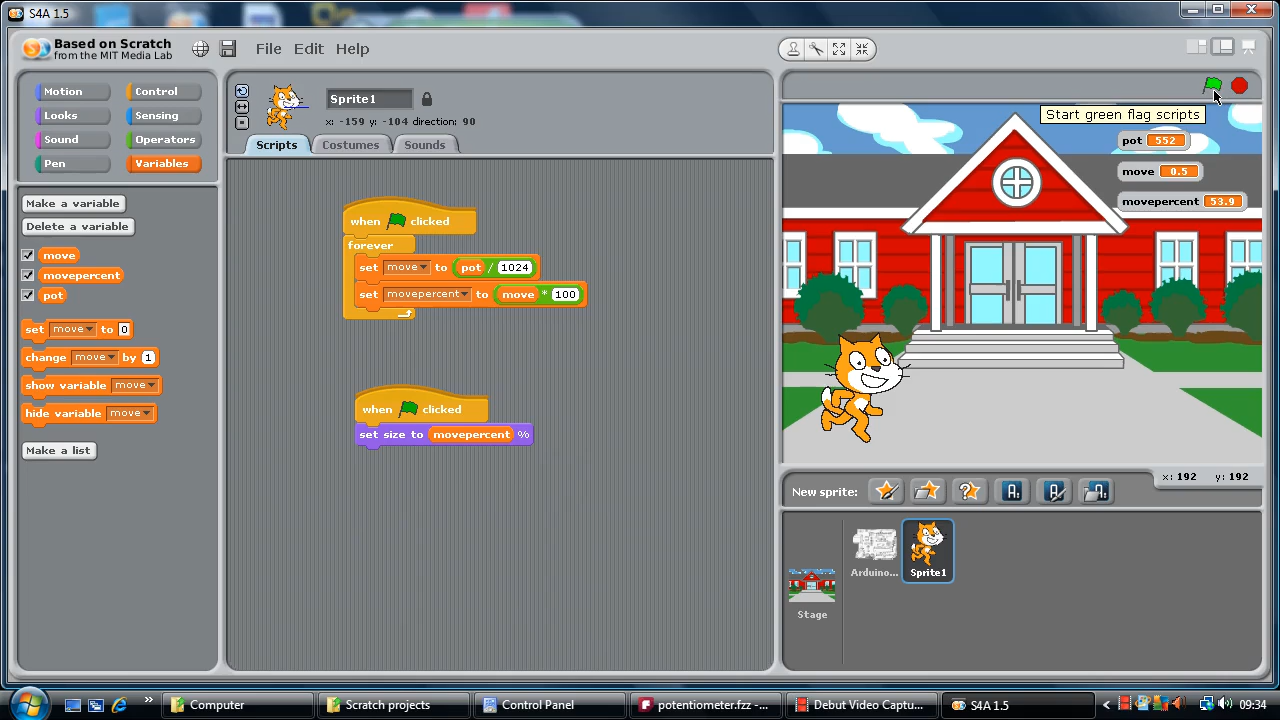 S4A 1.5
Based on Scratch
from the MIT Media Lab
File Edit Help
Motion Control
Looks Sensing
Sound Operators
Pen Variables
Make a variable
Delete a variable
move
movepercent
pot
set move to 0
change move by 1
show variable move
hide variable move
Make a list
Sprite1
x: -159 y: -104 direction: 90
Scripts Costumes Sounds
when clicked
forever
set move to pot / 1024
set movepercent to move * 100
when clicked
set size to movepercent %
Start green flag scripts
pot 552
move 0.5
movepercent 53.9
x: 192 y: 192
New sprite:
Arduino...
Sprite1
Stage
Computer
Scratch projects
Control Panel
potentiometer.fzz -...
Debut Video Captu...
S4A 1.5
09:34